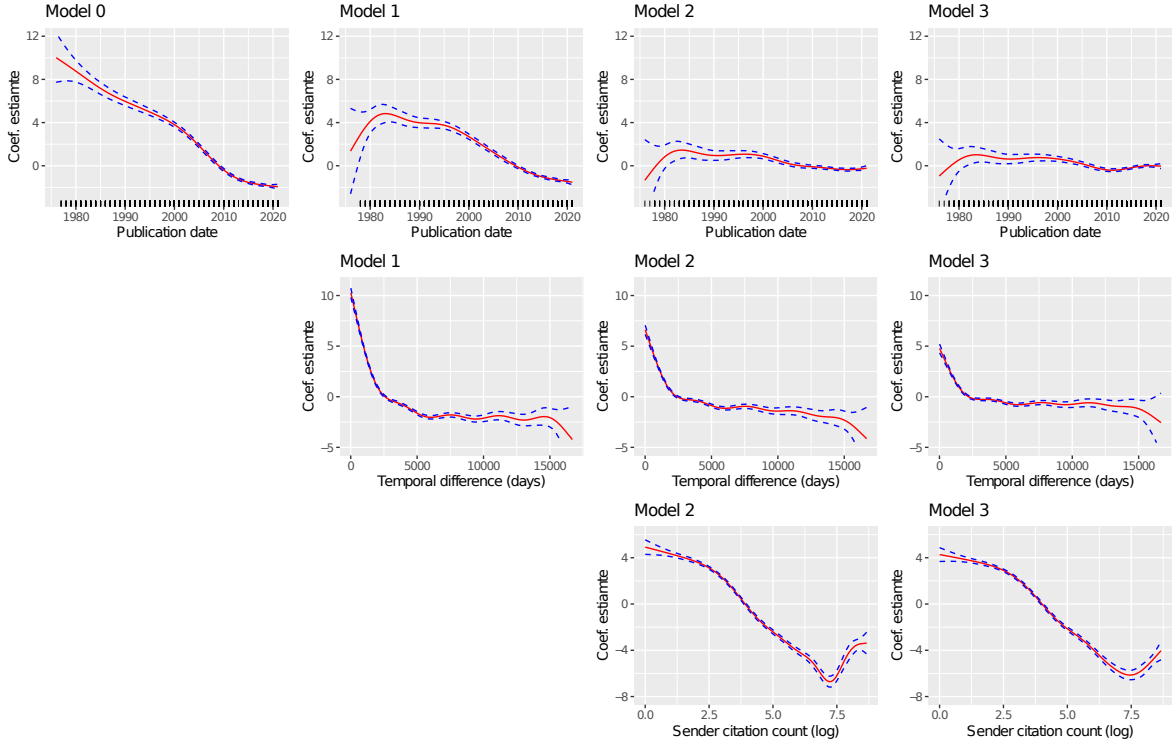 Model 0 Model 1 Model 2 Model 3
Coef. estiamte Coef. estiamte Coef. estiamte Coef. estiamte
12 12 12 12
8 8 8 8
4 4 4 4
0 0 0 0
1980 1990 2000 2010 2020 1980 1990 2000 2010 2020 1980 1990 2000 2010 2020 1980 1990 2000 2010 2020
Publication date Publication date Publication date Publication date
Model 1 Model 2 Model 3
Coef. estiamte Coef. estiamte Coef. estiamte
10 10 10
5 5 5
0 0 0
−5 −5 −5
0 5000 10000 15000 0 5000 10000 15000 0 5000 10000 15000
Temporal difference (days) Temporal difference (days) Temporal difference (days)
Model 2 Model 3
Coef. estiamte Coef. estiamte
4 4
0 0
−4 −4
−8 −8
0.0 2.5 5.0 7.5 0.0 2.5 5.0 7.5
Sender citation count (log) Sender citation count (log)